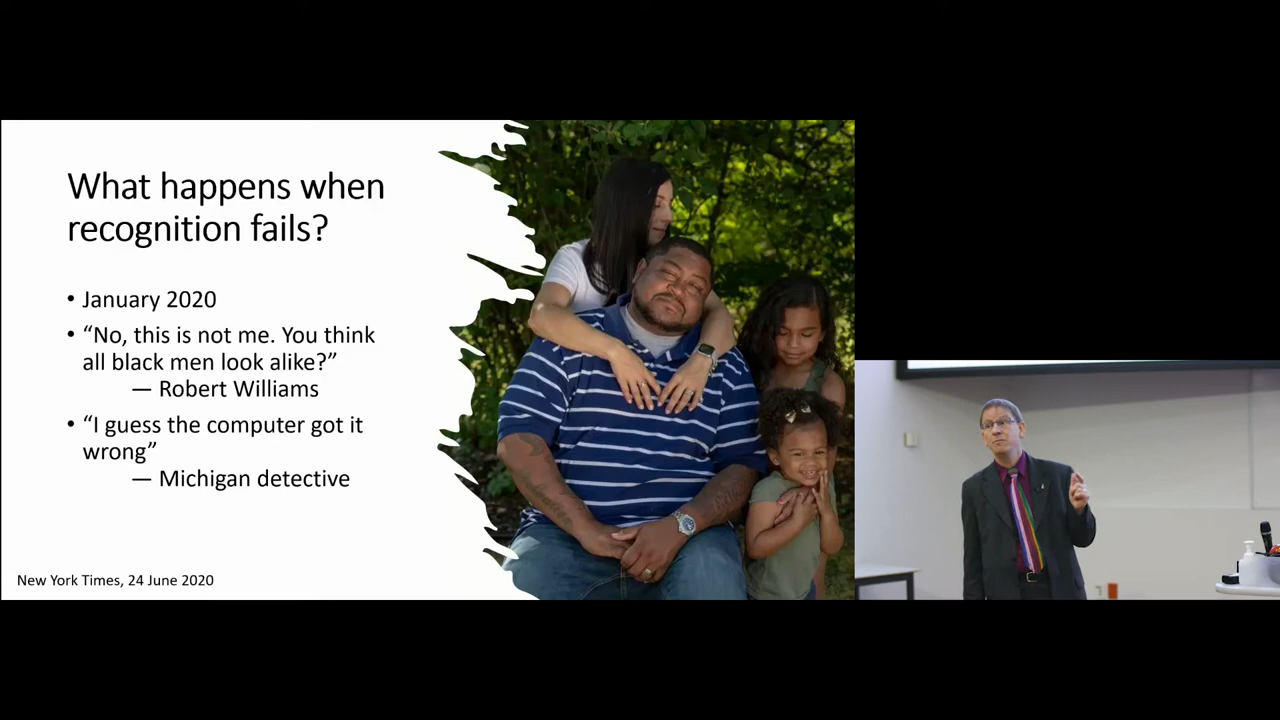 What happens when
recognition fails?
• January 2020
• “No, this is not me. You think
all black men look alike?”
— Robert Williams
• “I guess the computer got it
wrong”
— Michigan detective
New York Times, 24 June 2020